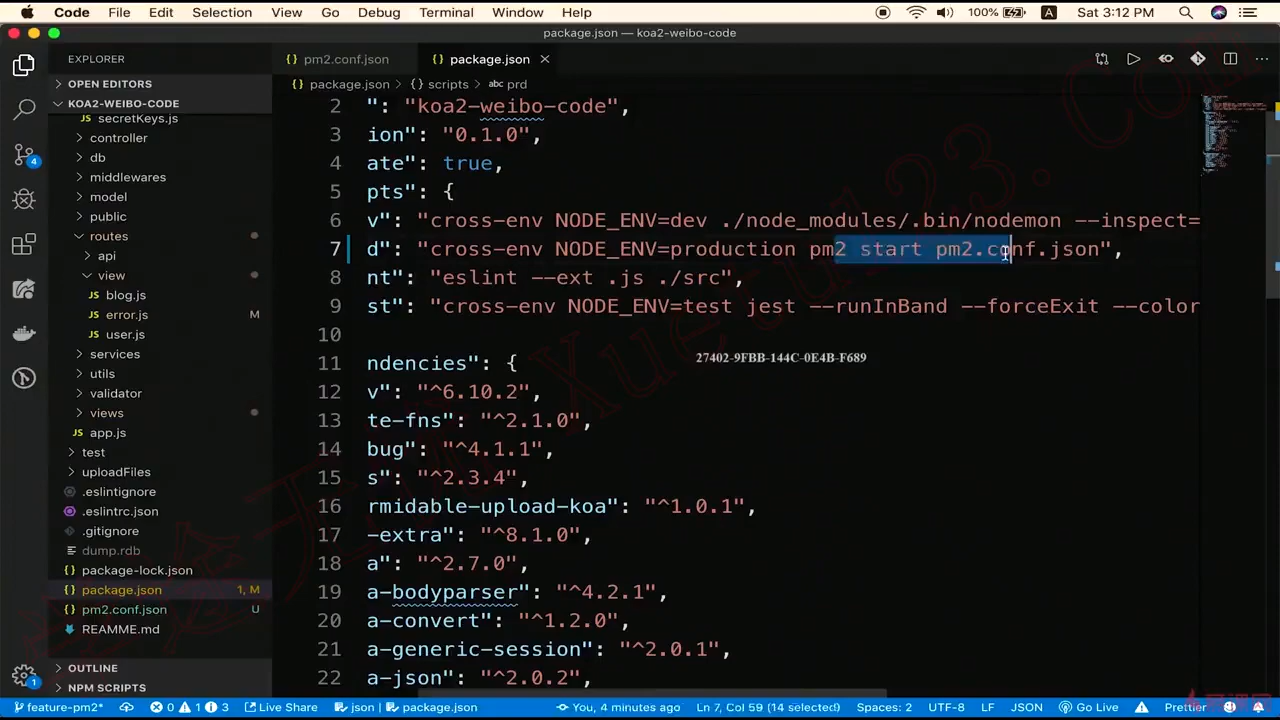 Code File Edit Selection View Go Debug Terminal Window Help 100% A Sat 3:12 PM
package.json — koa2-weibo-code
EXPLORER
pm2.conf.json
package.json
OPEN EDITORS
package.json > scripts > prd
KOA2-WEIBO-CODE
secretKeys.js
controller
db
middlewares
model
public
routes
api
view
blog.js
error.js M
user.js
services
utils
validator
views
app.js
test
uploadFiles
.eslintignore
.eslintrc.json
.gitignore
dump.rdb
package-lock.json
package.json 1, M
pm2.conf.json U
REAMME.md
OUTLINE
NPM SCRIPTS
4
1
2 ": "koa2-weibo-code",
3 ion": "0.1.0",
4 ate": true,
5 pts": {
6 v": "cross-env NODE_ENV=dev ./node_modules/.bin/nodemon --inspect=
7 d": "cross-env NODE_ENV=production pm2 start pm2.conf.json",
8 nt": "eslint --ext .js ./src",
9 st": "cross-env NODE_ENV=test jest --runInBand --forceExit --color
10
27402-9FBB-144C-0E4B-F689
11 ndencies": {
12 v": "^6.10.2",
13 te-fns": "^2.1.0",
14 bug": "^4.1.1",
15 s": "^2.3.4",
16 rmidable-upload-koa": "^1.0.1",
17 -extra": "^8.1.0",
18 a": "^2.7.0",
19 a-bodyparser": "^4.2.1",
20 a-convert": "^1.2.0",
21 a-generic-session": "^2.0.1",
22 a-json": "^2.0.2",
feature-pm2* 0 1 3 Live Share json | package.json You, 4 minutes ago Ln 7, Col 59 (14 selected) Spaces: 2 UTF-8 LF JSON Go Live Prettier